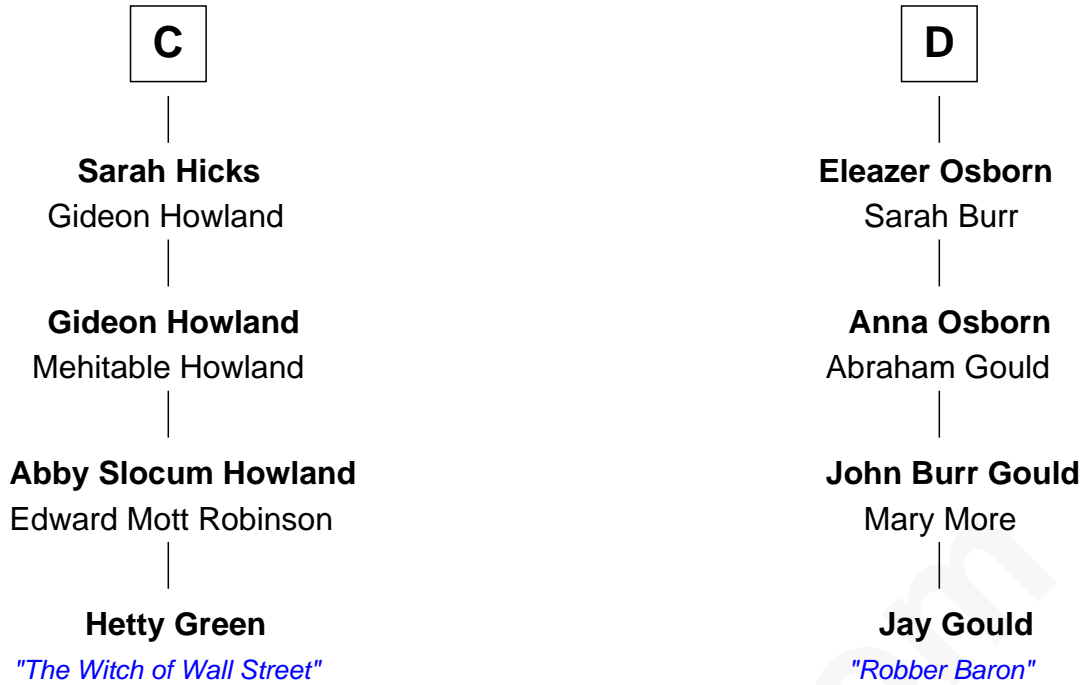 C
Sarah Hicks
Gideon Howland
Gideon Howland
Mehitable Howland
Abby Slocum Howland
Edward Mott Robinson
Hetty Green
"The Witch of Wall Street"
D
Eleazer Osborn
Sarah Burr
Anna Osborn
Abraham Gould
John Burr Gould
Mary More
Jay Gould
"Robber Baron"